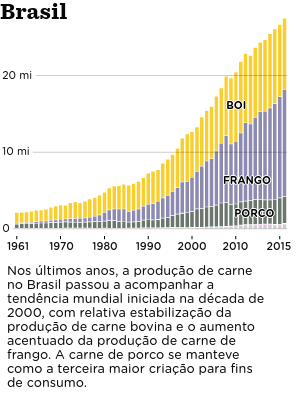 Brasil
20 mi
BOI
10 mi
FRANGO
PORCO
0
1961 1970 1980 1990 2000 2010 2015
Nos últimos anos, a produção de carne
no Brasil passou a acompanhar a
tendência mundial iniciada na década de
2000, com relativa estabilização da
produção de carne bovina e o aumento
acentuado da produção de carne de
frango. A carne de porco se manteve
como a terceira maior criação para fins
de consumo.